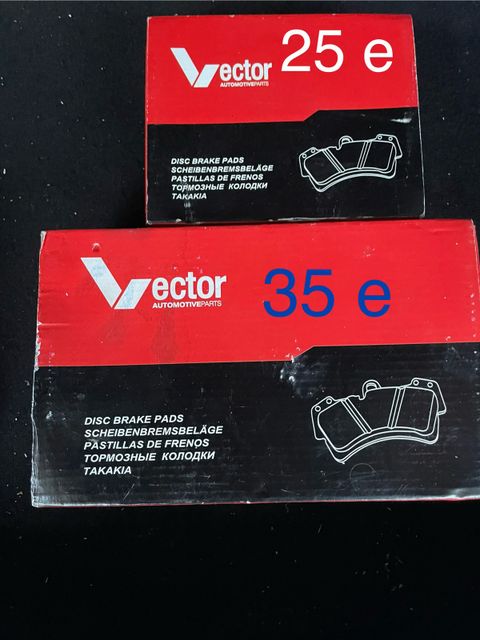 Vector
AUTOMOTIVEPARTS
25 e
DISC BRAKE PADS
SCHEIBENBREMSBELÄGE
PASTILLAS DE FRENOS
ТОРМОЗНЫЕ КОЛОДКИ
TAKAKIA
Vector
AUTOMOTIVEPARTS
35 e
DISC BRAKE PADS
SCHEIBENBREMSBELÄGE
PASTILLAS DE FRENOS
ТОРМОЗНЫЕ КОЛОДКИ
TAKAKIA